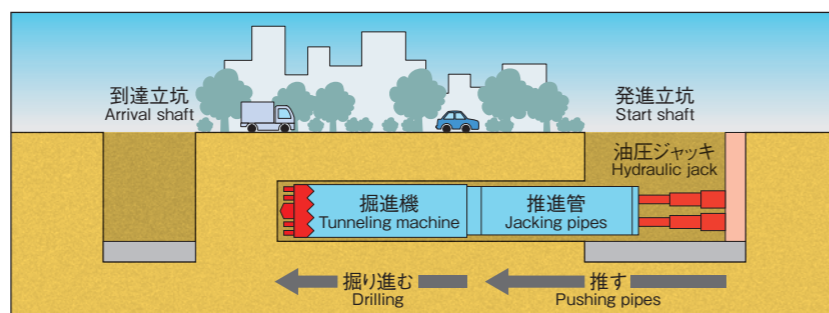 到達立坑
Arrival shaft
発進立坑
Start shaft
油圧ジャッキ
Hydraulic jack
掘進機
Tunneling machine
推進管
Jacking pipes
掘り進む
Drilling
推す
Pushing pipes